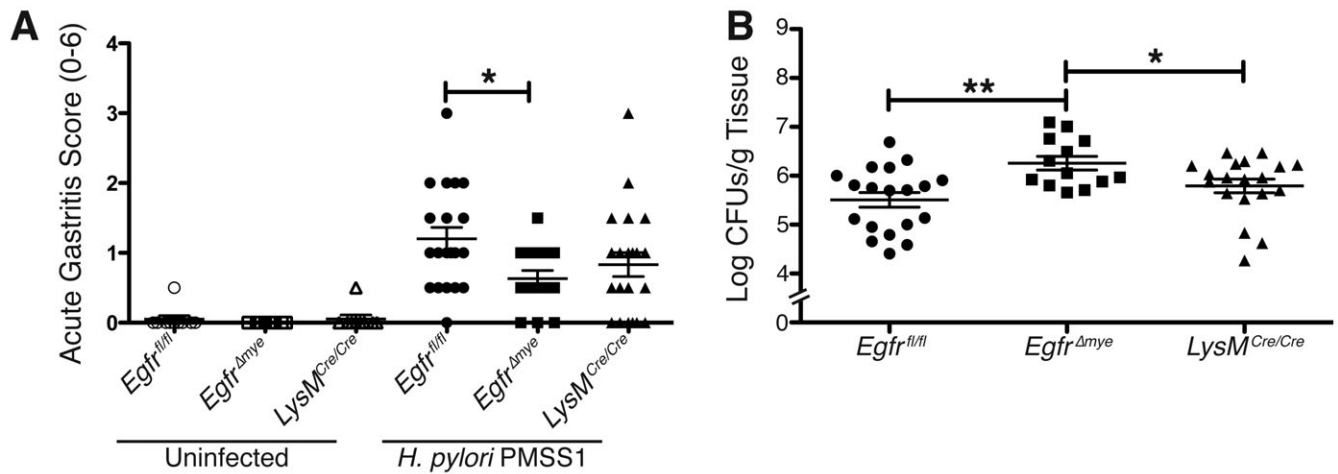 A
Acute Gastritis Score (0-6)
4
3
2
1
0
*
Egfr fl/fl
Egfr Δmye
LysM Cre/Cre
Egfr fl/fl
Egfr Δmye
LysM Cre/Cre
Uninfected
H. pylori PMSS1
B
Log CFUs/g Tissue
9
8
7
6
5
4
0
**
*
Egfr fl/fl
Egfr Δmye
LysM Cre/Cre